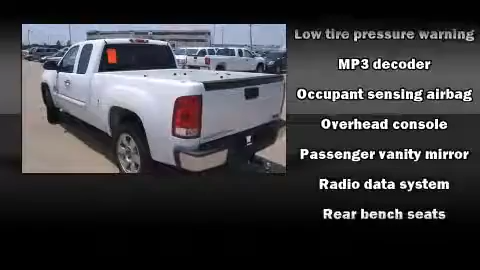 Low tire pressure warning
MP3 decoder
Occupant sensing airbag
Overhead console
Passenger vanity mirror
Radio data system
Rear bench seats